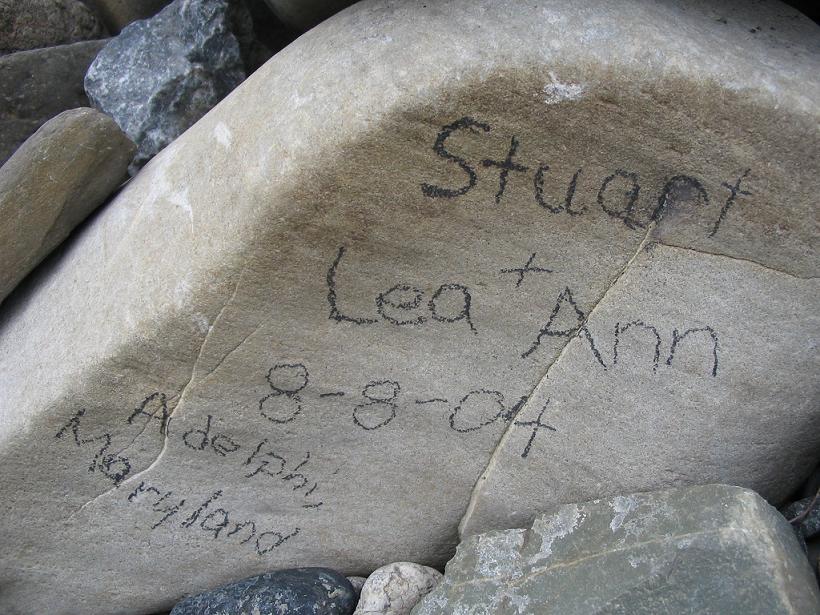 Stuart
+
Lea Ann
8-8-04
Adelphi,
Maryland